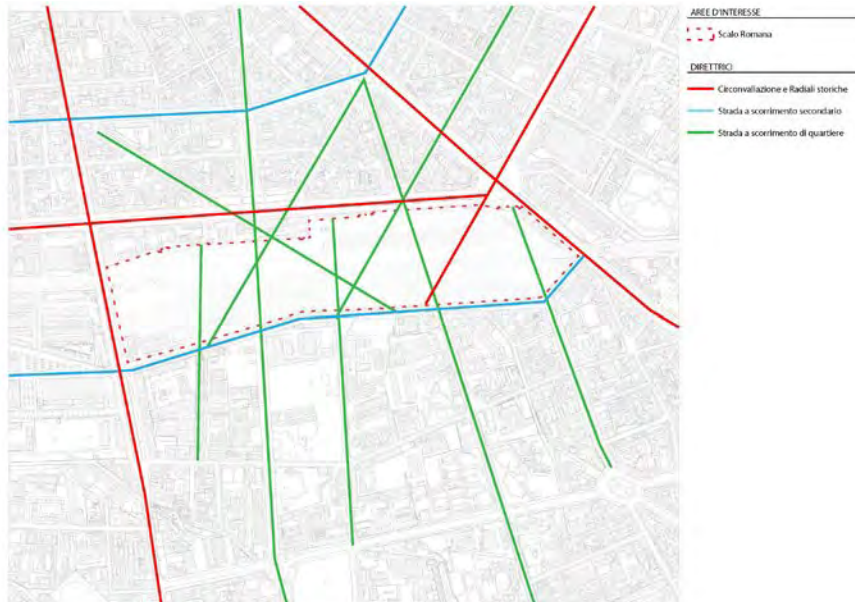 AREE D'INTERESSE
Scalo Romana
DIRETTRICI
Circonvallazione e Radiali storiche
Strada a scorrimento secondario
Strada a scorrimento di quartiere